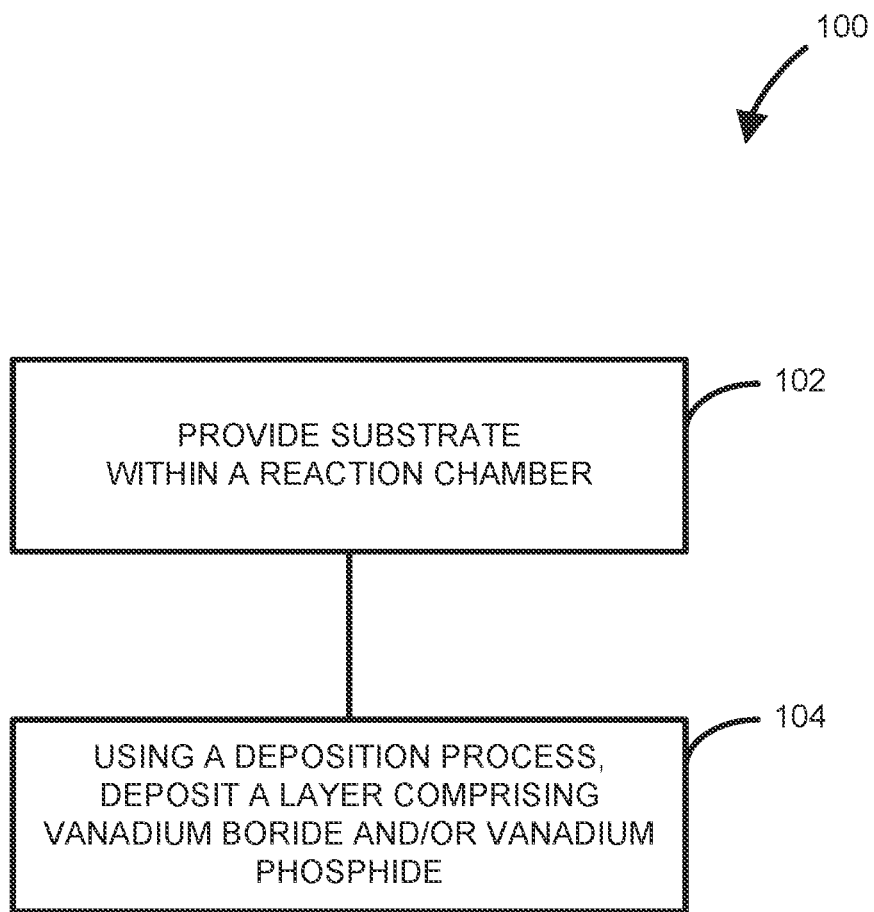 100
PROVIDE SUBSTRATE
WITHIN A REACTION CHAMBER
102
USING A DEPOSITION PROCESS,
DEPOSIT A LAYER COMPRISING
VANADIUM BORIDE AND/OR VANADIUM
PHOSPHIDE
104